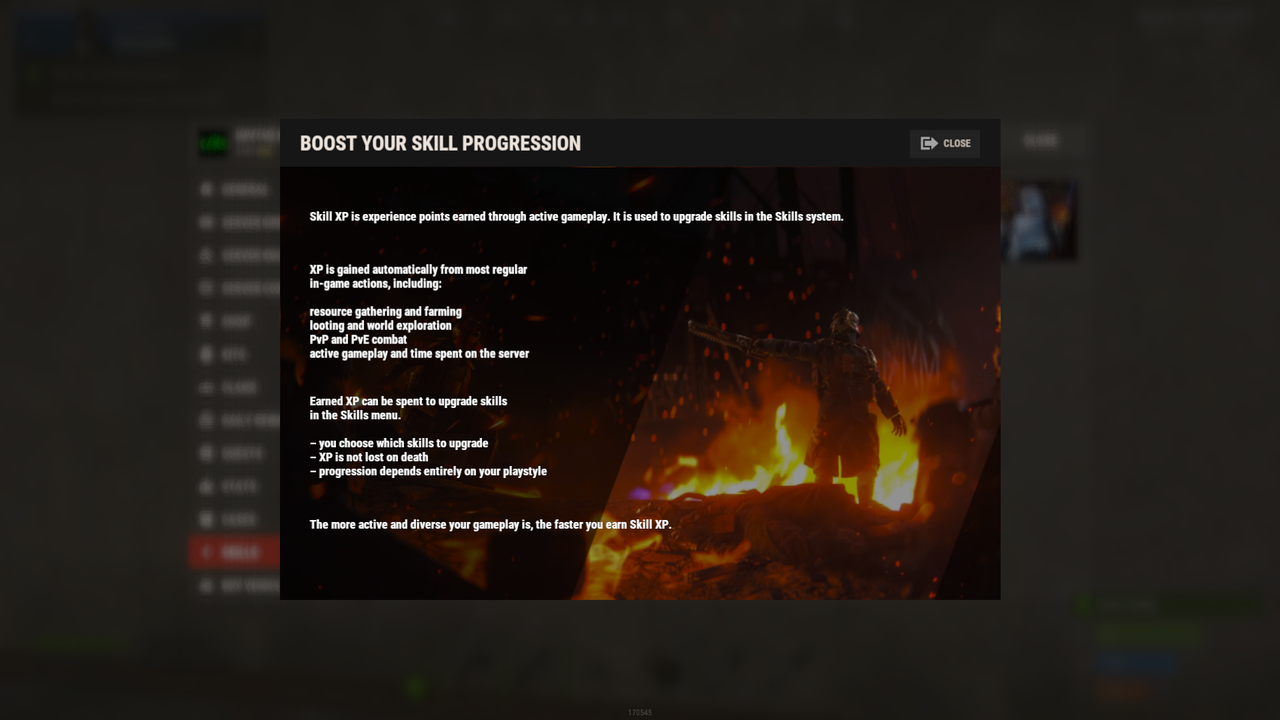 BOOST YOUR SKILL PROGRESSION
CLOSE
Skill XP is experience points earned through active gameplay. It is used to upgrade skills in the Skills system.
XP is gained automatically from most regular
in-game actions, including:
resource gathering and farming
looting and world exploration
PvP and PvE combat
active gameplay and time spent on the server
Earned XP can be spent to upgrade skills
in the Skills menu.
– you choose which skills to upgrade
– XP is not lost on death
– progression depends entirely on your playstyle
The more active and diverse your gameplay is, the faster you earn Skill XP.
170545